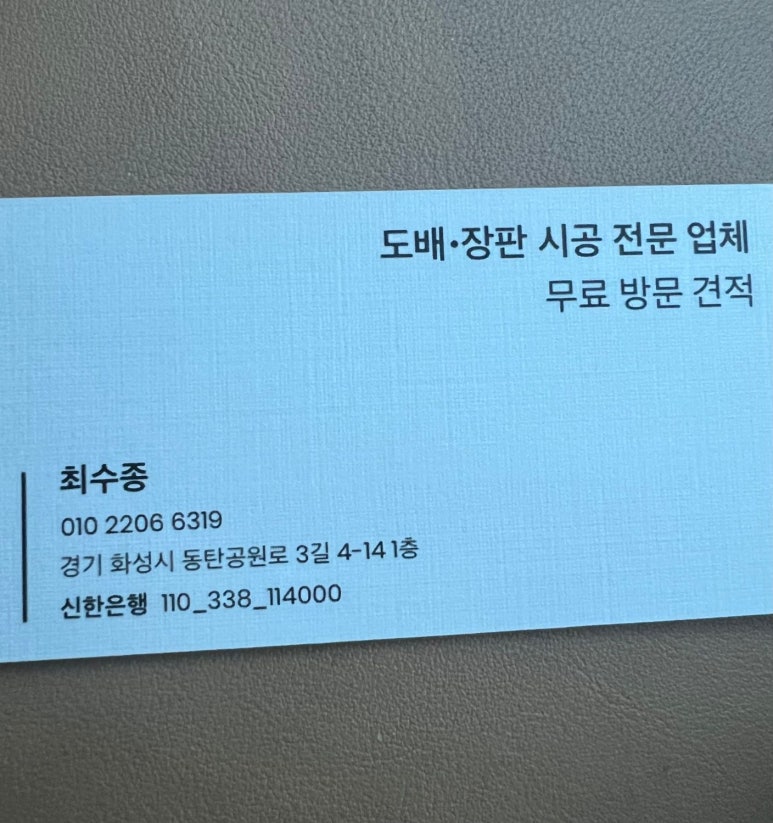 도배·장판 시공 전문 업체
무료 방문 견적
최수종
010 2206 6319
경기 화성시 동탄공원로 3길 4-14 1층
신한은행 110_338_114000